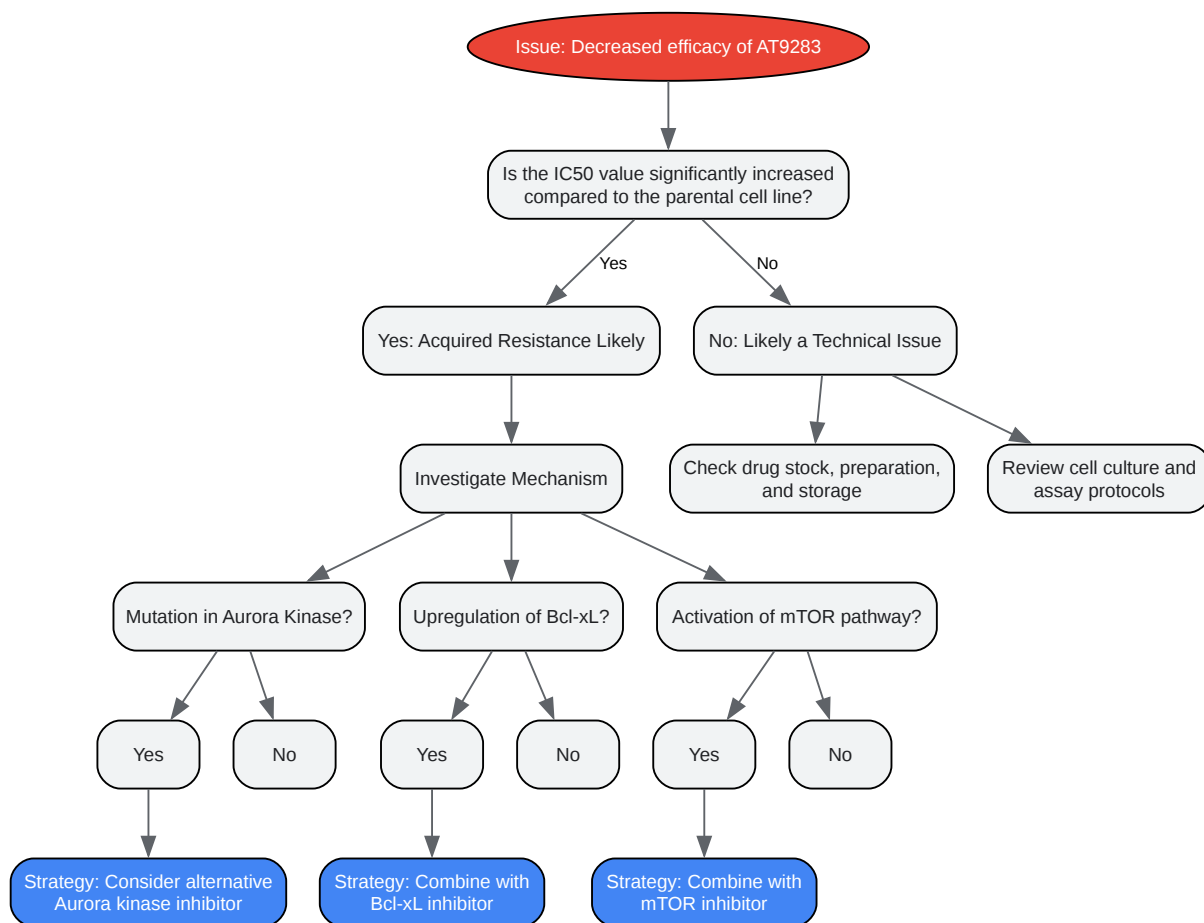 Issue: Decreased efficacy of AT9283
Is the IC50 value significantly increased
compared to the parental cell line?
Yes
No
Yes: Acquired Resistance Likely
No: Likely a Technical Issue
Investigate Mechanism
Check drug stock, preparation,
and storage
Review cell culture and
assay protocols
Mutation in Aurora Kinase?
Upregulation of Bcl-xL?
Activation of mTOR pathway?
Yes
No
Yes
No
Yes
No
Strategy: Consider alternative
Aurora kinase inhibitor
Strategy: Combine with
Bcl-xL inhibitor
Strategy: Combine with
mTOR inhibitor